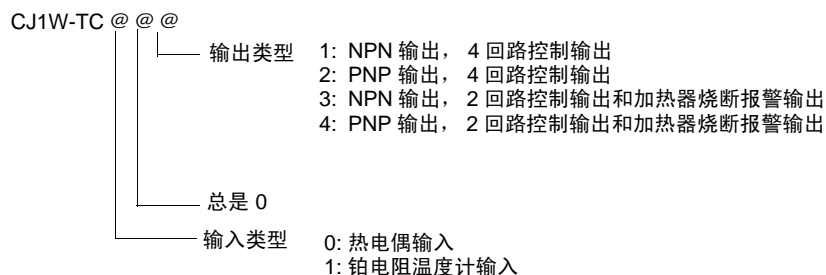 CJ1W-TC @ @ @
输出类型 1: NPN 输出， 4 回路控制输出
2: PNP 输出， 4 回路控制输出
3: NPN 输出， 2 回路控制输出和加热器烧断报警输出
4: PNP 输出， 2 回路控制输出和加热器烧断报警输出
总是 0
输入类型 0: 热电偶输入
1: 铂电阻温度计输入